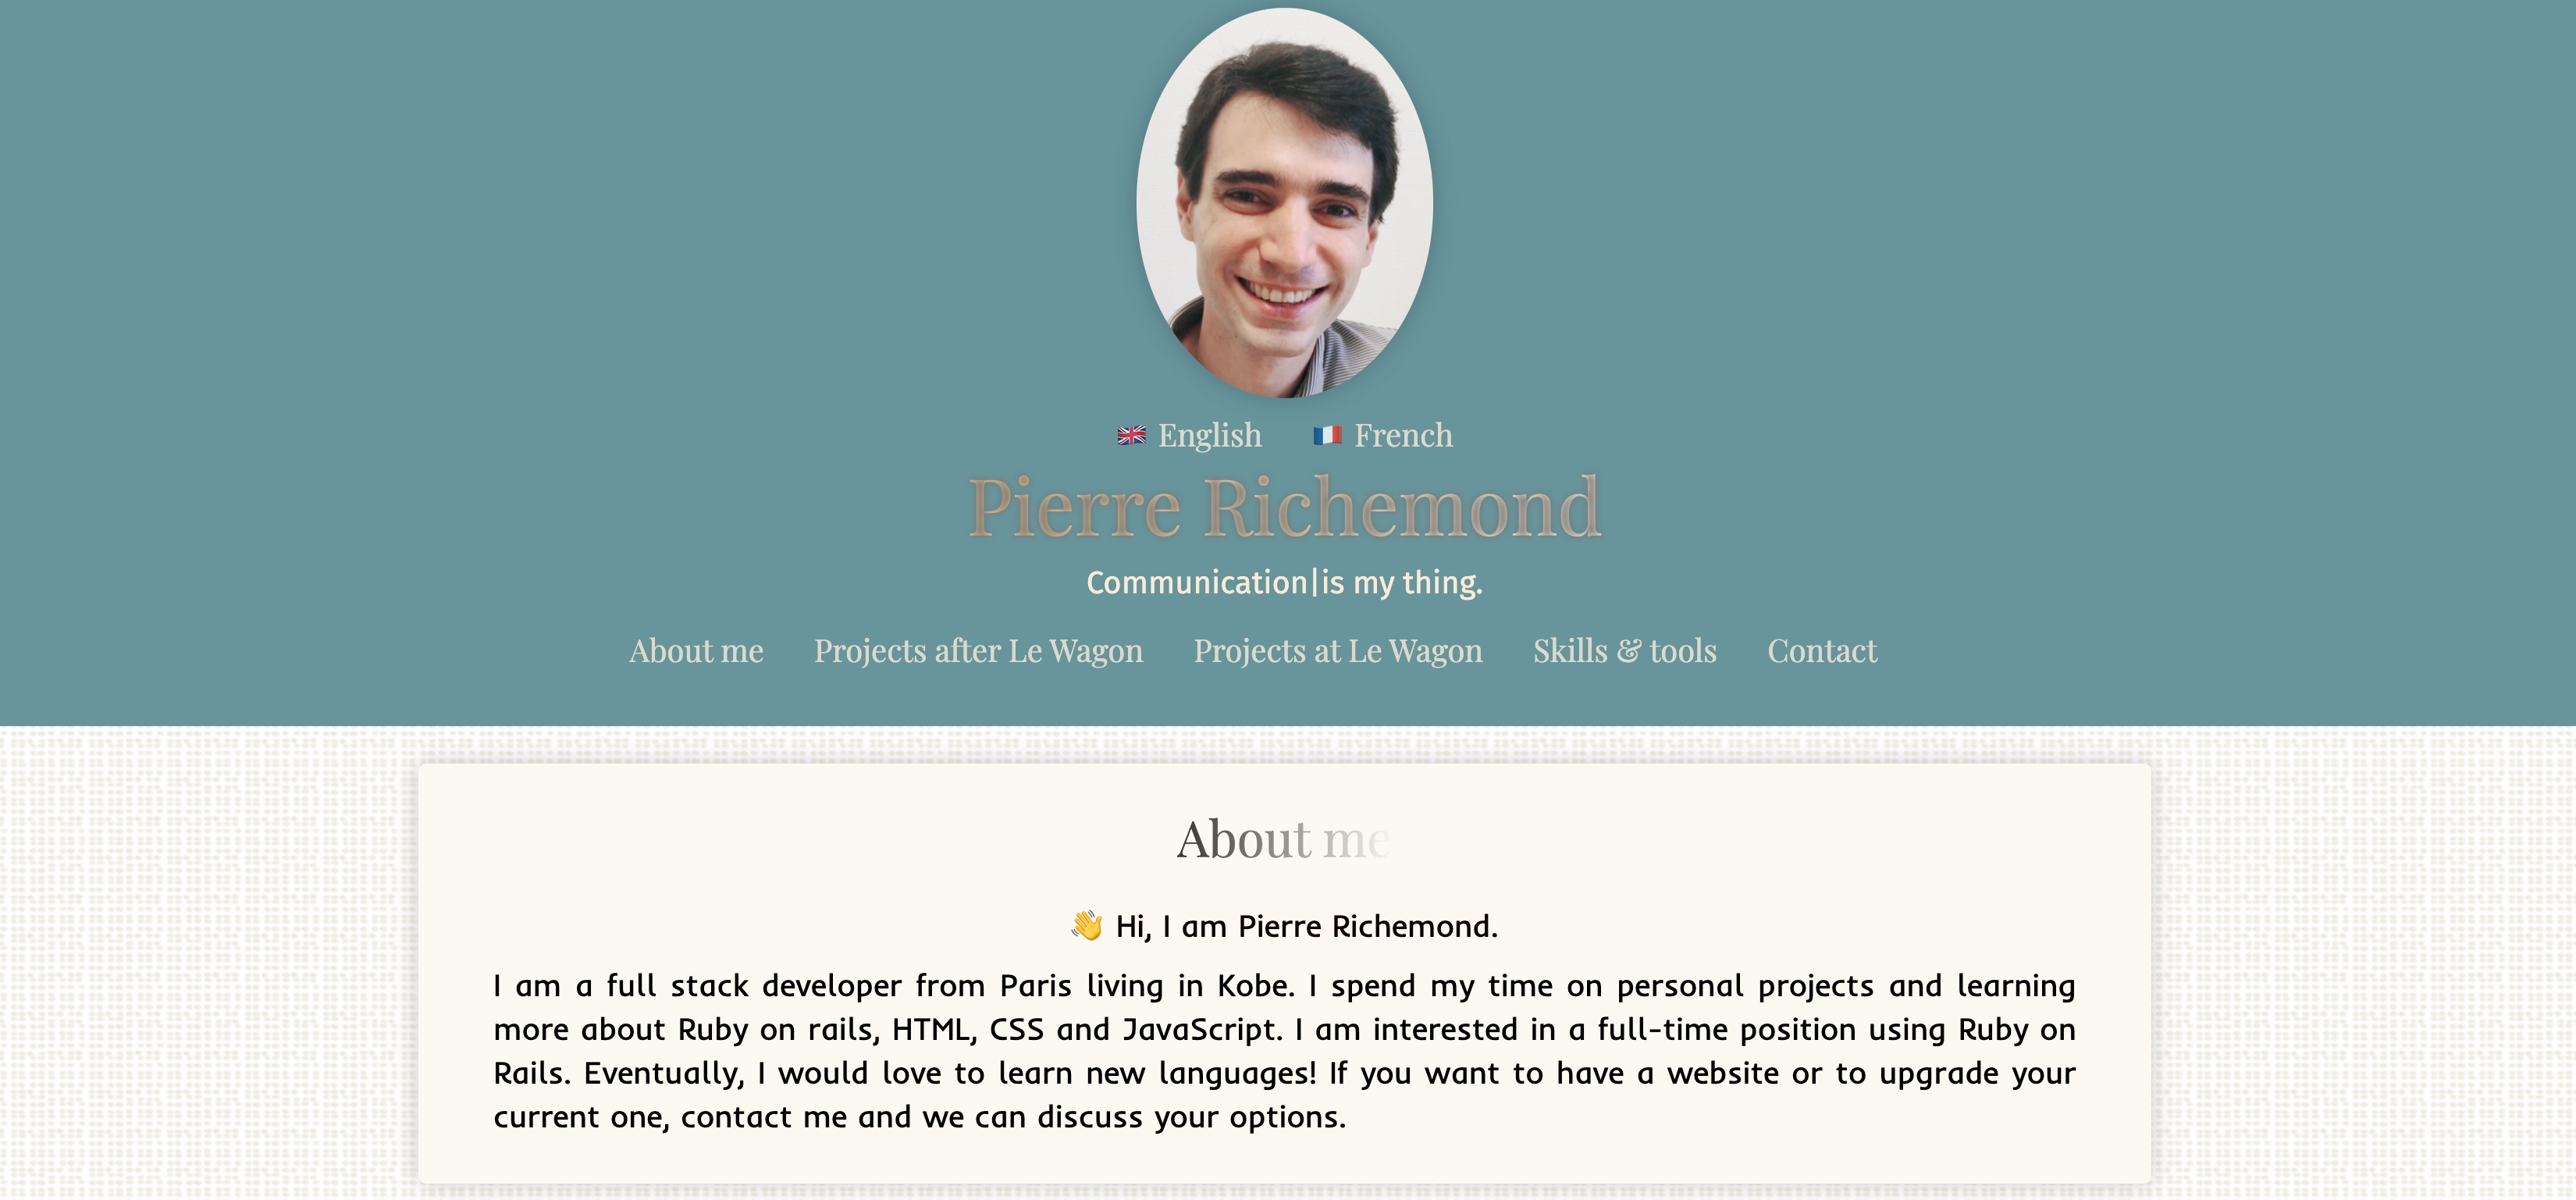 🇬🇧 English 🇫🇷 French
Pierre Richemond
Communication|is my thing.
About me Projects after Le Wagon Projects at Le Wagon Skills & tools Contact
About me
👋 Hi, I am Pierre Richemond.
I am a full stack developer from Paris living in Kobe. I spend my time on personal projects and learning
more about Ruby on rails, HTML, CSS and JavaScript. I am interested in a full-time position using Ruby on
Rails. Eventually, I would love to learn new languages! If you want to have a website or to upgrade your
current one, contact me and we can discuss your options.